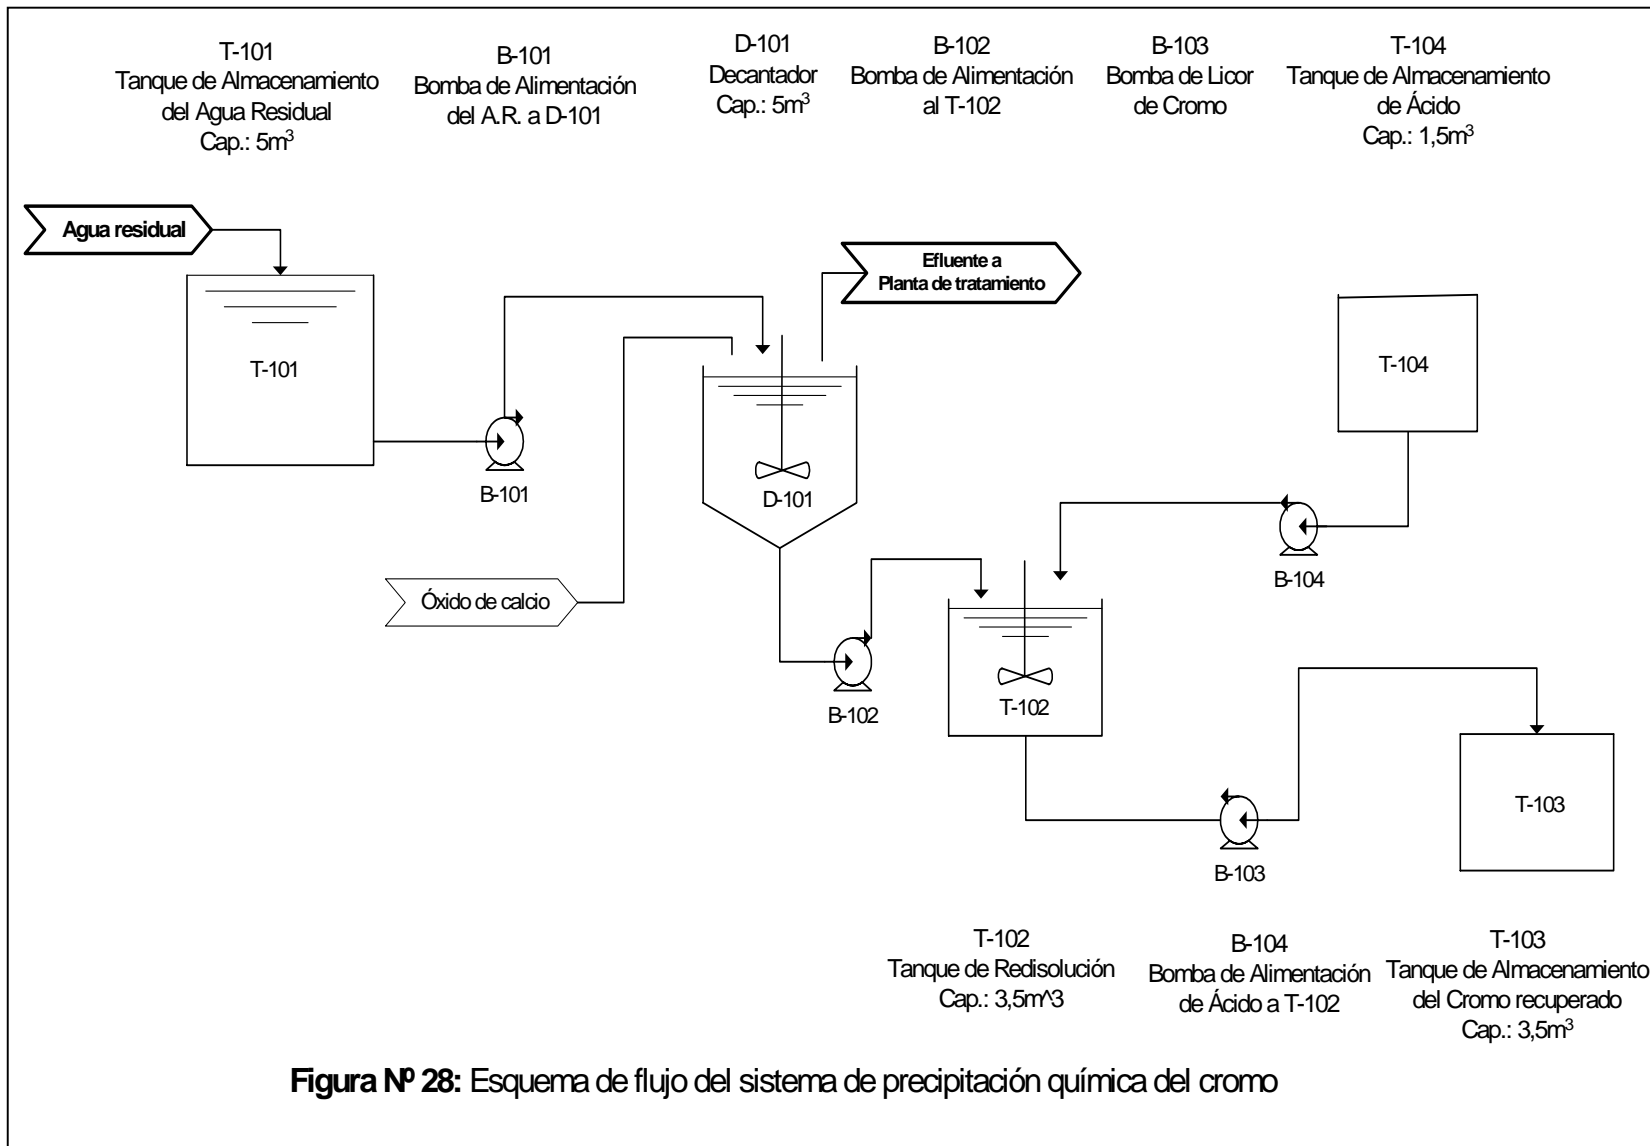 T-101
Tanque de Almacenamiento
del Agua Residual
Cap.: 5m³
B-101
Bomba de Alimentación
del A.R. a D-101
D-101
Decantador
Cap.: 5m³
B-102
Bomba de Alimentación
al T-102
B-103
Bomba de Licor
de Cromo
T-104
Tanque de Almacenamiento
de Ácido
Cap.: 1,5m³
Agua residual
Efluente a
Planta de tratamiento
T-101
T-104
B-101
D-101
B-104
Óxido de calcio
B-102
T-102
T-103
B-103
T-102
Tanque de Redisolución
Cap.: 3,5m^3
B-104
Bomba de Alimentación
de Ácido a T-102
T-103
Tanque de Almacenamiento
del Cromo recuperado
Cap.: 3,5m³
Figura Nº 28: Esquema de flujo del sistema de precipitación química del cromo